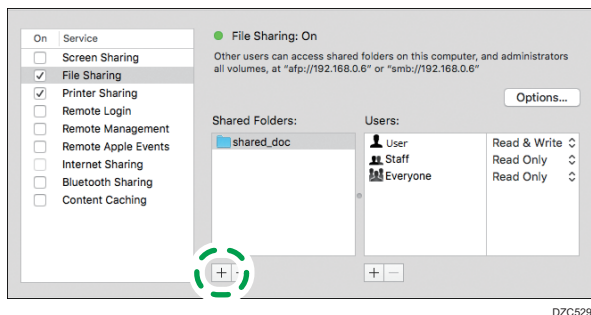 On Service
Screen Sharing
File Sharing
Printer Sharing
Remote Login
Remote Management
Remote Apple Events
Internet Sharing
Bluetooth Sharing
Content Caching
File Sharing: On
Other users can access shared folders on this computer, and administrators
all volumes, at “afp://192.168.0.6” or “smb://192.168.0.6”
Options...
Shared Folders:
shared_doc
Users:
User Read & Write
Staff Read Only
Everyone Read Only
DZC529